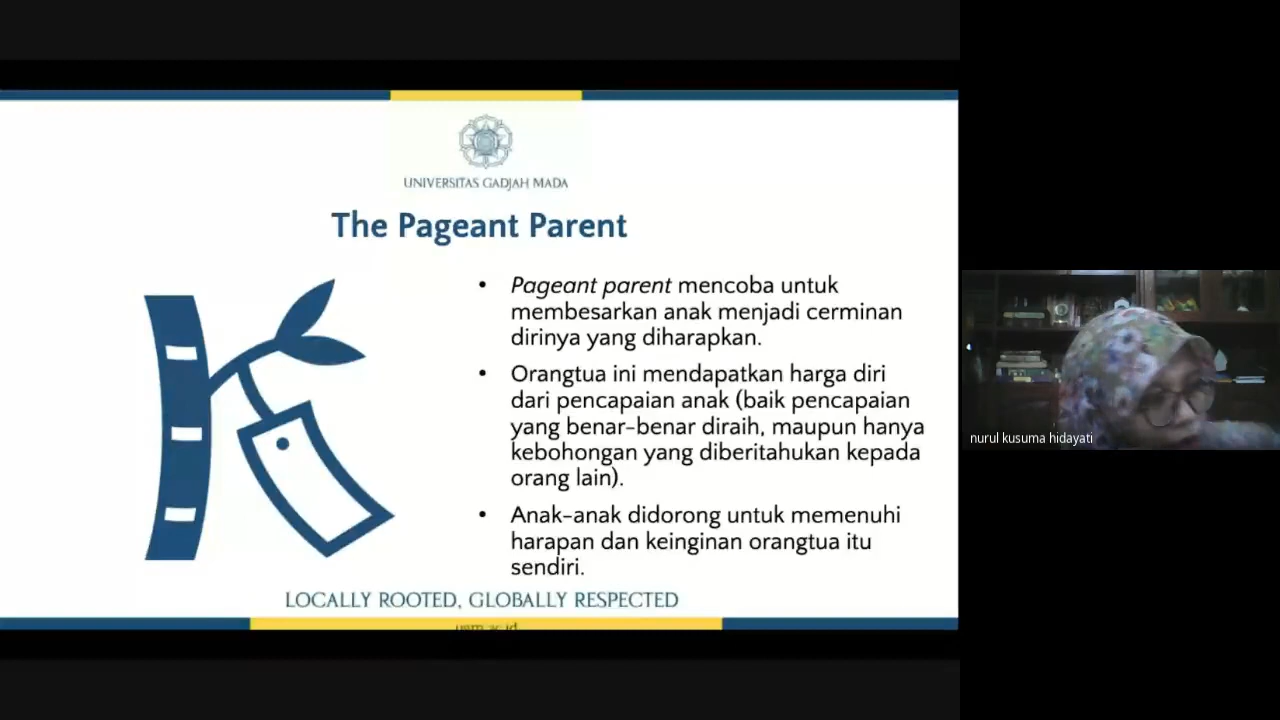 UNIVERSITAS GADJAH MADA
The Pageant Parent
• Pageant parent mencoba untuk
membesarkan anak menjadi cerminan
dirinya yang diharapkan.
• Orangtua ini mendapatkan harga diri
dari pencapaian anak (baik pencapaian
yang benar-benar diraih, maupun hanya
kebohongan yang diberitahukan kepada
orang lain).
• Anak-anak didorong untuk memenuhi
harapan dan keinginan orangtua itu
sendiri.
LOCALLY ROOTED, GLOBALLY RESPECTED
ugm.ac.id
nurul kusuma hidayati